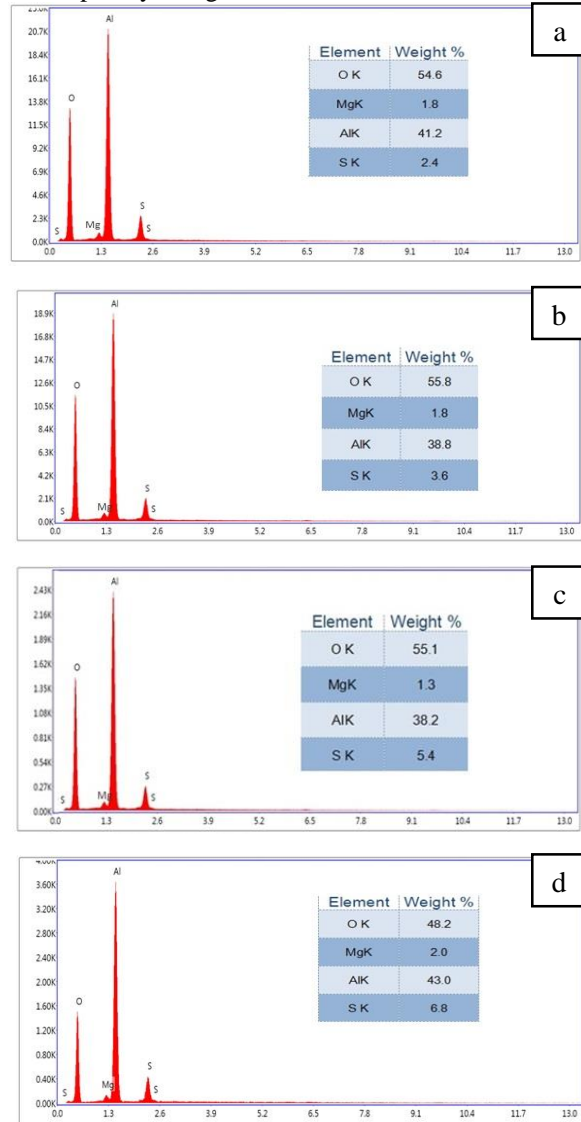 a
23.0K
20.7K
18.4K
16.1K
13.8K
11.5K
9.2K
6.9K
4.6K
2.3K
0.0K
Al
O
Mg
S
S
S
Element Weight %
O K 54.6
MgK 1.8
AlK 41.2
S K 2.4
0.0 1.3 2.6 3.9 5.2 6.5 7.8 9.1 10.4 11.7 13.0
b
18.9K
16.8K
14.7K
12.6K
10.5K
8.4K
6.3K
4.2K
2.1K
0.0K
Al
O
Mg
S
S
S
Element Weight %
O K 55.8
MgK 1.8
AlK 38.8
S K 3.6
0.0 1.3 2.6 3.9 5.2 6.5 7.8 9.1 10.4 11.7 13.0
c
2.43K
2.16K
1.89K
1.62K
1.35K
1.08K
0.81K
0.54K
0.27K
0.00K
Al
O
Mg
S
S
S
Element Weight %
O K 55.1
MgK 1.3
AlK 38.2
S K 5.4
0.0 1.3 2.6 3.9 5.2 6.5 7.8 9.1 10.4 11.7 13.0
d
4.00K
3.60K
3.20K
2.80K
2.40K
2.00K
1.60K
1.20K
0.80K
0.40K
0.00K
Al
O
Mg
S
S
S
Element Weight %
O K 48.2
MgK 2.0
AlK 43.0
S K 6.8
0.0 1.3 2.6 3.9 5.2 6.5 7.8 9.1 10.4 11.7 13.0